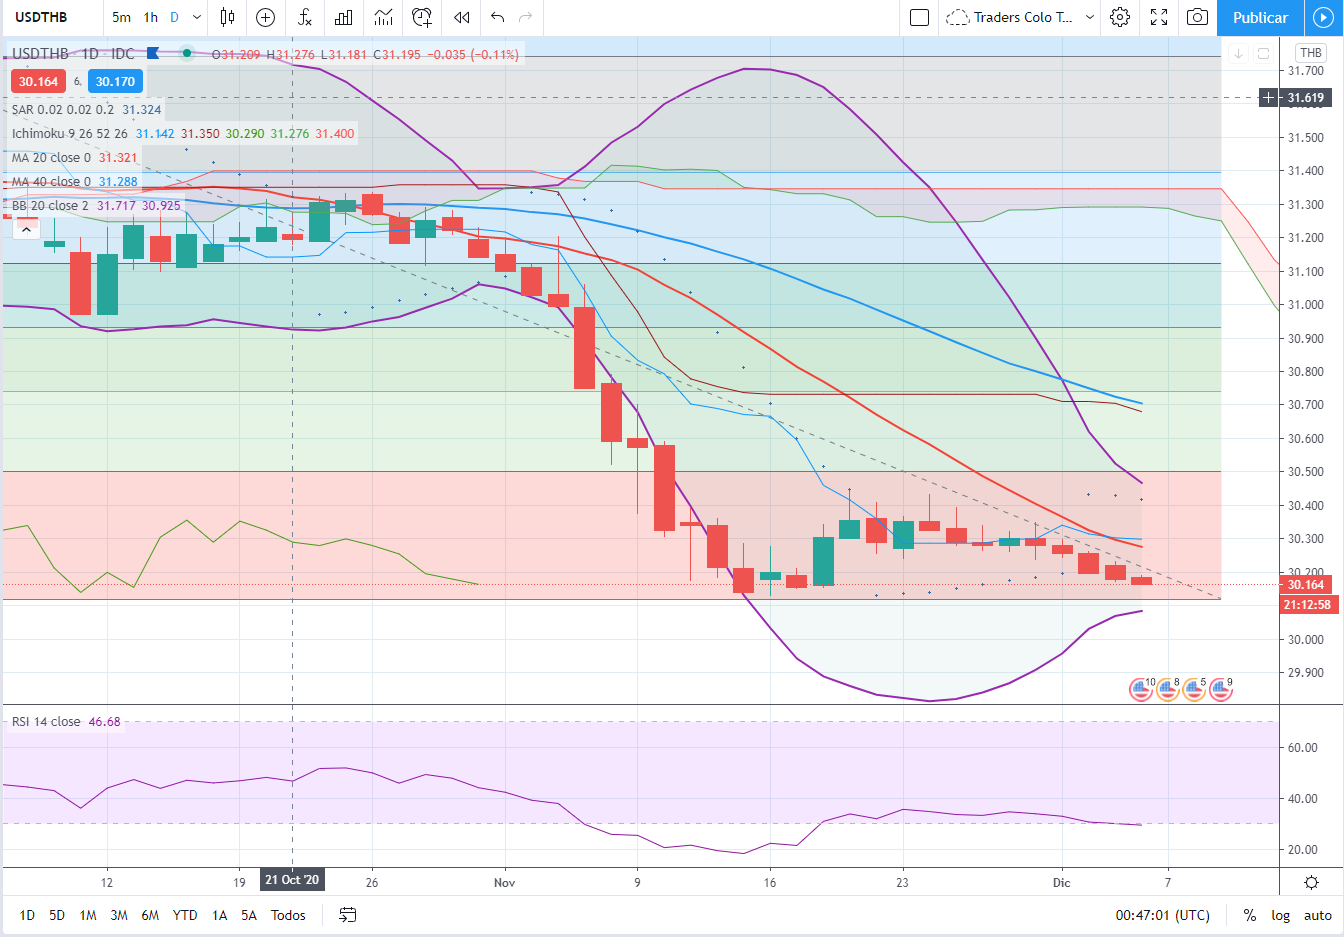 USDTHB 5m 1h D Traders Colo T... Publicar
USDTHB · 1D · IDC O31.209 H31.276 L31.181 C31.195 −0.035 (−0.11%)
30.164 6. 30.170
SAR 0.02 0.02 0.2 31.324
Ichimoku 9 26 52 26 31.142 31.350 30.290 31.276 31.400
MA 20 close 0 31.321
MA 40 close 0 31.288
BB 20 close 2 31.717 30.925
THB
31.700
31.619
31.500
31.400
31.300
31.200
31.100
31.000
30.900
30.800
30.700
30.600
30.500
30.400
30.300
30.200
30.164
21:12:58
30.000
29.900
10 8 5 9
RSI 14 close 46.68
60.00
40.00
20.00
12 19 21 Oct '20 26 Nov 9 16 23 Dic 7
1D 5D 1M 3M 6M YTD 1A 5A Todos 00:47:01 (UTC) % log auto